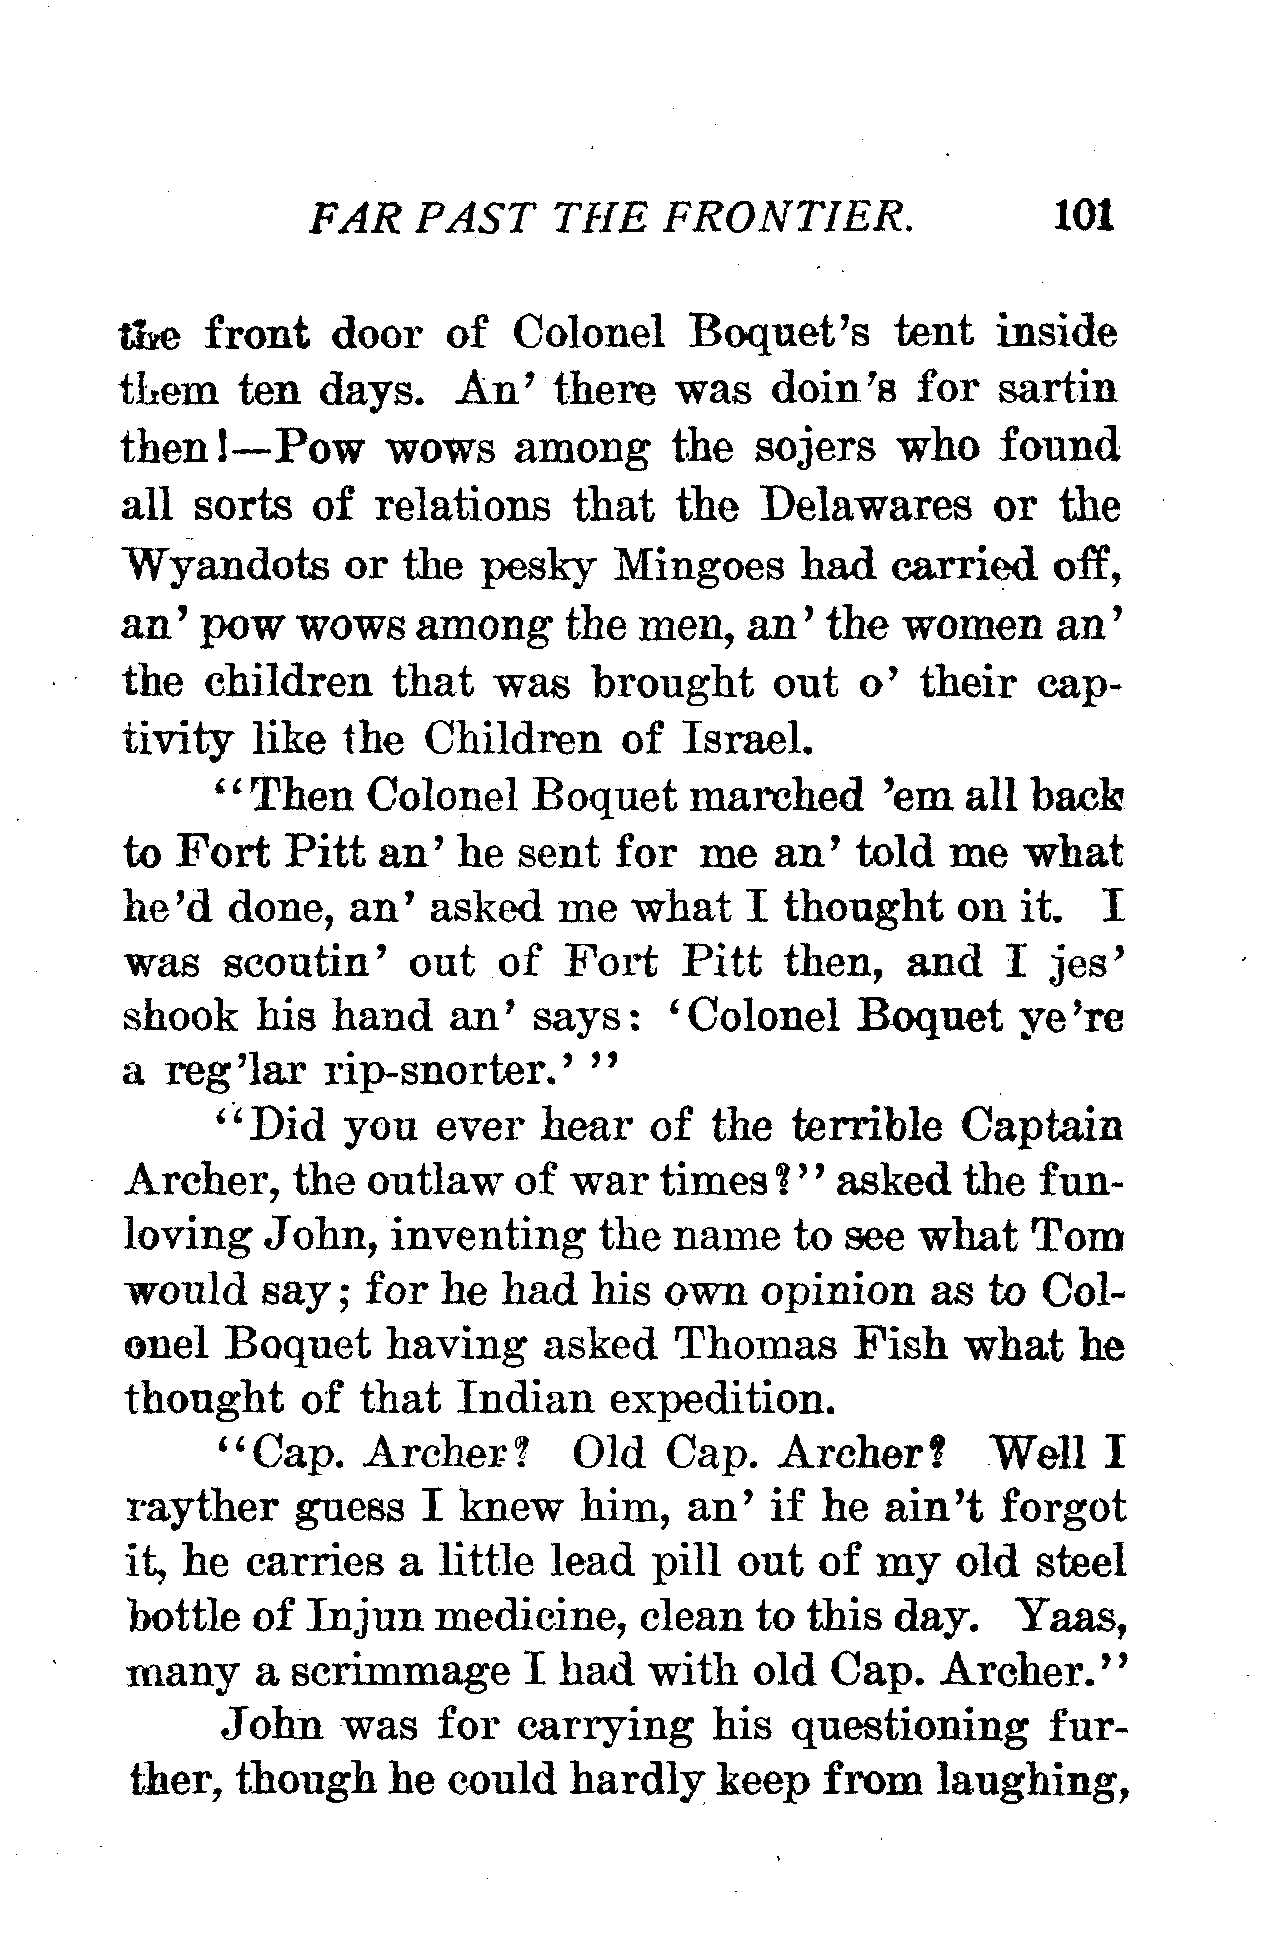 FAR PAST THE FRONTIER. 101
the front door of Colonel Boquet's tent inside
them ten days. An' there was doin's for sartin
then!—Pow wows among the sojers who found
all sorts of relations that the Delawares or the
Wyandots or the pesky Mingoes had carried off,
an' pow wows among the men, an' the women an'
the children that was brought out o' their cap-
tivity like the Children of Israel.
"Then Colonel Boquet marched 'em all back
to Fort Pitt an' he sent for me an' told me what
he'd done, an' asked me what I thought on it. I
was scoutin' out of Fort Pitt then, and I jes'
shook his hand an' says: 'Colonel Boquet ye're
a reg'lar rip-snorter.' "
"Did you ever hear of the terrible Captain
Archer, the outlaw of war times?" asked the fun-
loving John, inventing the name to see what Tom
would say; for he had his own opinion as to Col-
onel Boquet having asked Thomas Fish what he
thought of that Indian expedition.
"Cap. Archer? Old Cap. Archer? Well I
rayther guess I knew him, an' if he ain't forgot
it, he carries a little lead pill out of my old steel
bottle of Injun medicine, clean to this day. Yaas,
many a scrimmage I had with old Cap. Archer."
John was for carrying his questioning fur-
ther, though he could hardly keep from laughing,